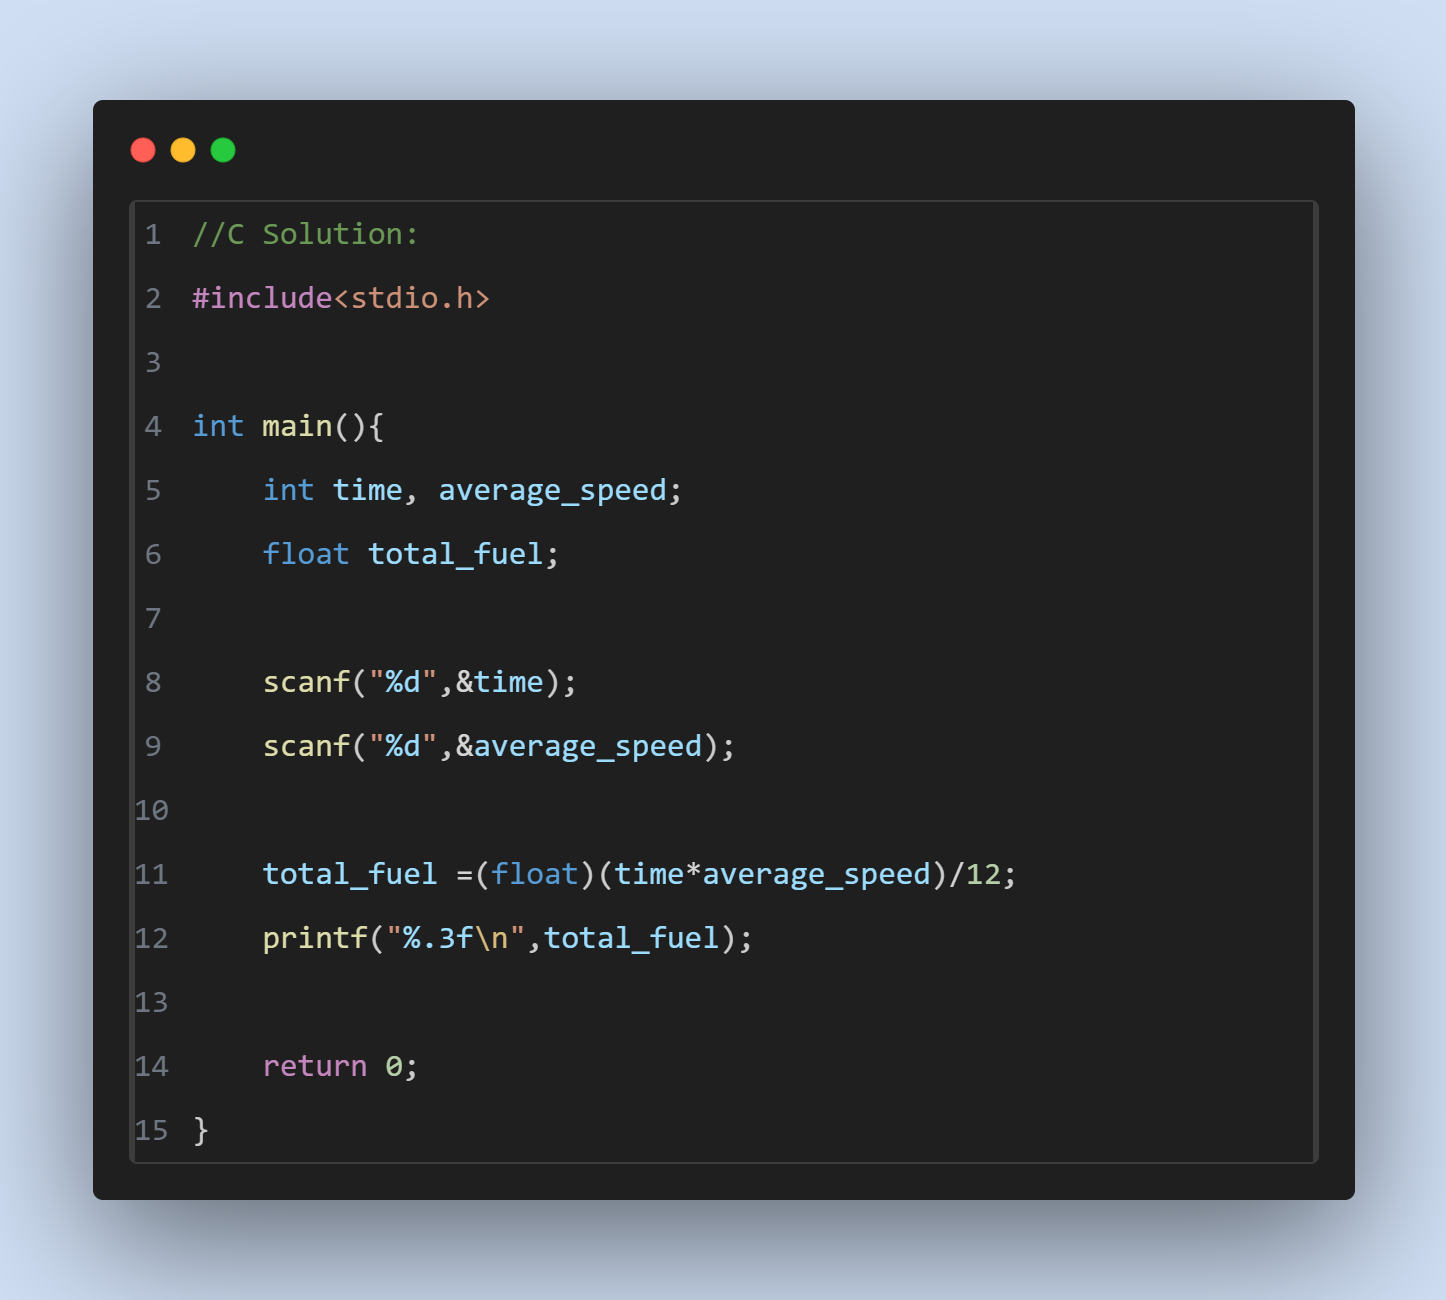 1 //C Solution:
2 #include<stdio.h>
3
4 int main(){
5     int time, average_speed;
6     float total_fuel;
7
8     scanf("%d",&time);
9     scanf("%d",&average_speed);
10
11     total_fuel =(float)(time*average_speed)/12;
12     printf("%.3f\n",total_fuel);
13
14     return 0;
15 }